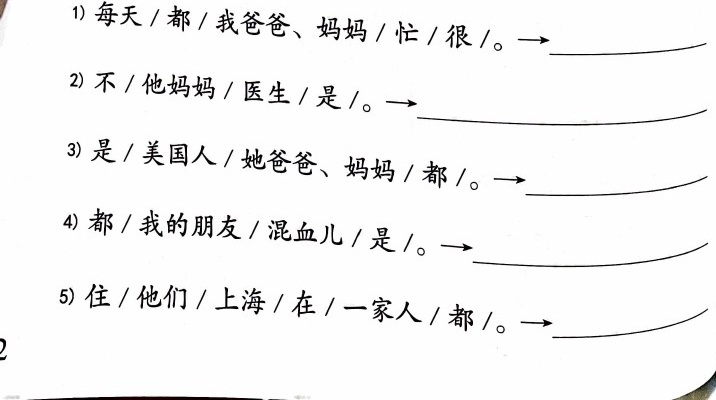 1) 每天 / 都 / 我爸爸、妈妈 / 忙 / 很 /。→
2) 不 / 他妈妈 / 医生 / 是 /。→
3) 是 / 美国人 / 她爸爸、妈妈 / 都 /。→
4) 都 / 我的朋友 / 混血儿 / 是 /。→
5) 住 / 他们 / 上海 / 在 / 一家人 / 都 /。→
2